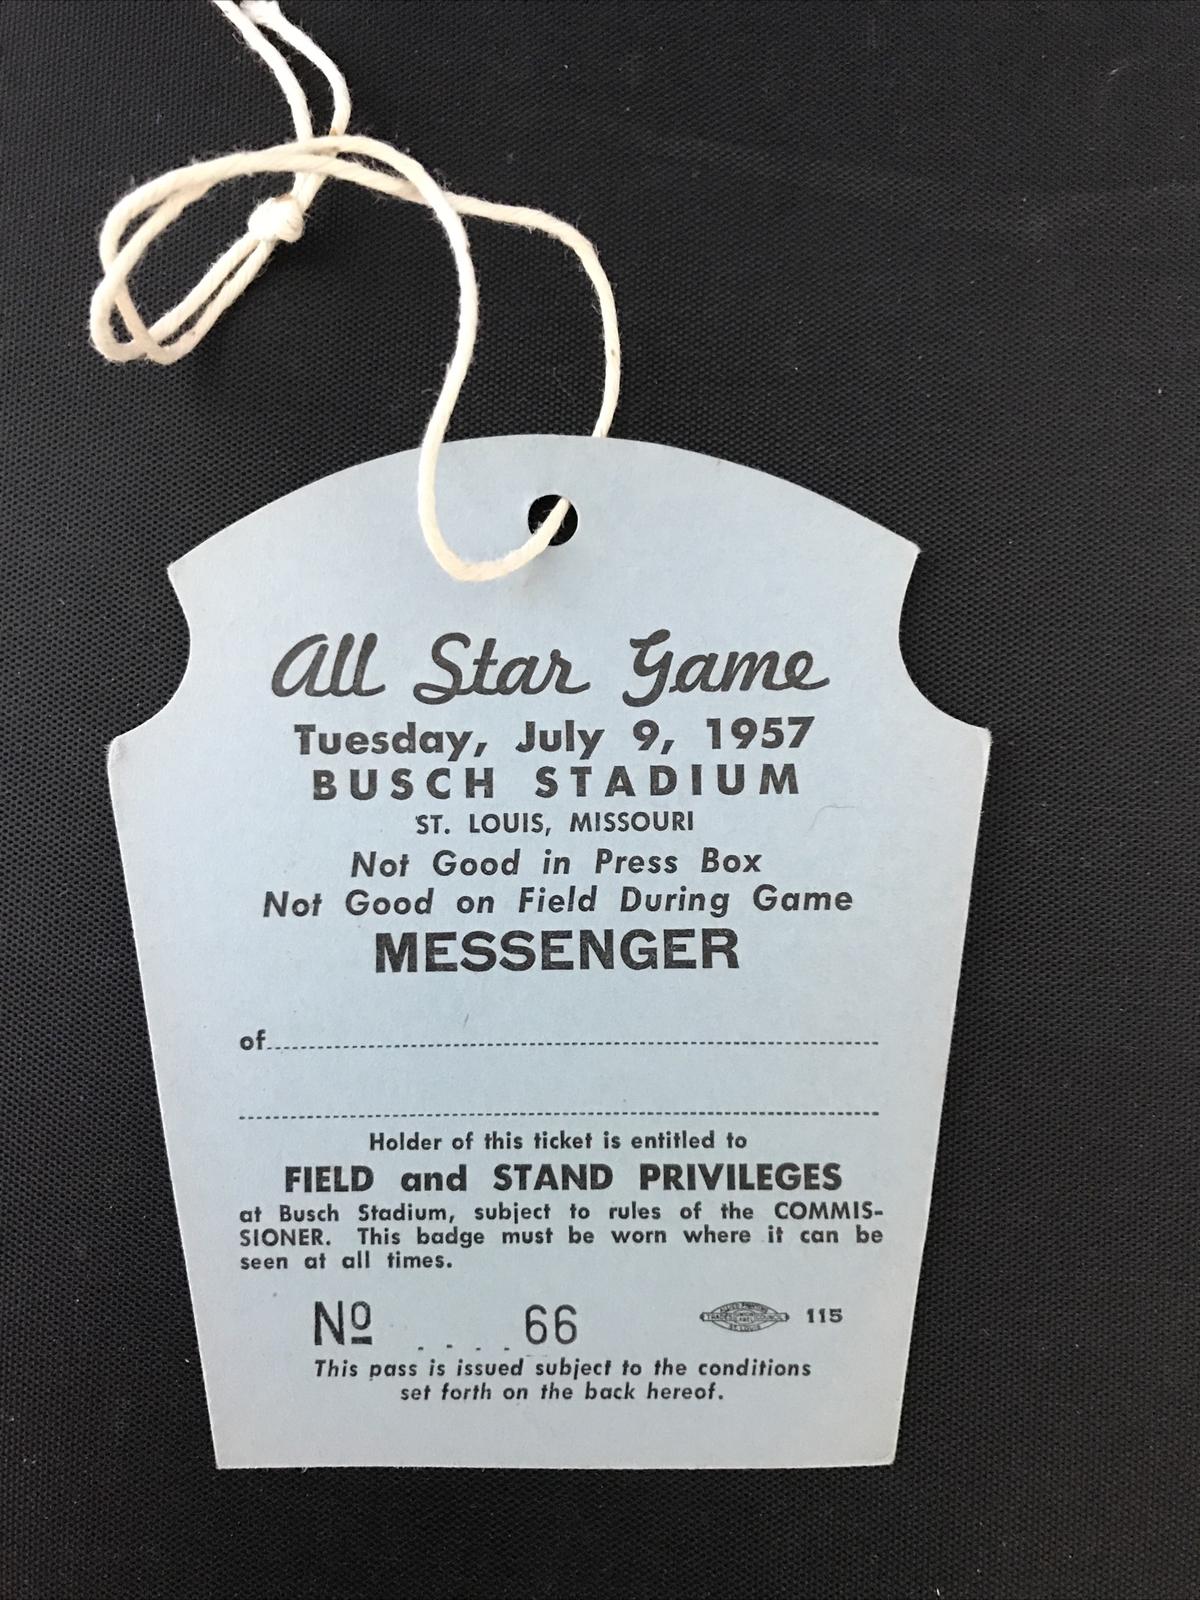 All Star Game
Tuesday, July 9, 1957
BUSCH STADIUM
ST. LOUIS, MISSOURI
Not Good in Press Box
Not Good on Field During Game
MESSENGER
of
Holder of this ticket is entitled to
FIELD and STAND PRIVILEGES
at Busch Stadium, subject to rules of the COMMIS-
SIONER. This badge must be worn where it can be
seen at all times.
Nº 66 115
This pass is issued subject to the conditions
set forth on the back hereof.